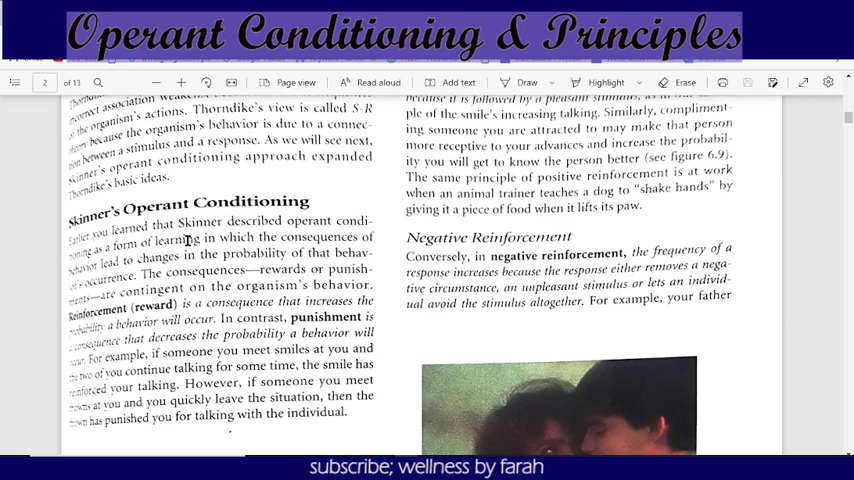 Operant Conditioning & Principles
2 of 13
Page view
Read aloud
Add text
Draw
Highlight
Erase
incorrect association
of the organism's actions. Thorndike's view is called S-R
theory because the organism's behavior is due to a connec-
tion between a stimulus and a response. As we will see next,
Skinner's operant conditioning approach expanded
Thorndike's basic ideas.
Skinner's Operant Conditioning
Earlier you learned that Skinner described operant condi-
tioning as a form of learning in which the consequences of
behavior lead to changes in the probability of that behav-
ior's occurrence. The consequences—rewards or punish-
ments—are contingent on the organism's behavior.
Reinforcement (reward) is a consequence that increases the
probability a behavior will occur. In contrast, punishment is
a consequence that decreases the probability a behavior will
occur. For example, if someone you meet smiles at you and
the two of you continue talking for some time, the smile has
reinforced your talking. However, if someone you meet
frowns at you and you quickly leave the situation, then the
frown has punished you for talking with the individual.
because it is followed by a pleasant stimulus, as in
ple of the smile's increasing talking. Similarly, compliment-
ing someone you are attracted to may make that person
more receptive to your advances and increase the probabil-
ity you will get to know the person better (see figure 6.9).
The same principle of positive reinforcement is at work
when an animal trainer teaches a dog to "shake hands" by
giving it a piece of food when it lifts its paw.
Negative Reinforcement
Conversely, in negative reinforcement, the frequency of a
response increases because the response either removes a nega-
tive circumstance, an unpleasant stimulus or lets an individ-
ual avoid the stimulus altogether. For example, your father
subscribe; wellness by farah